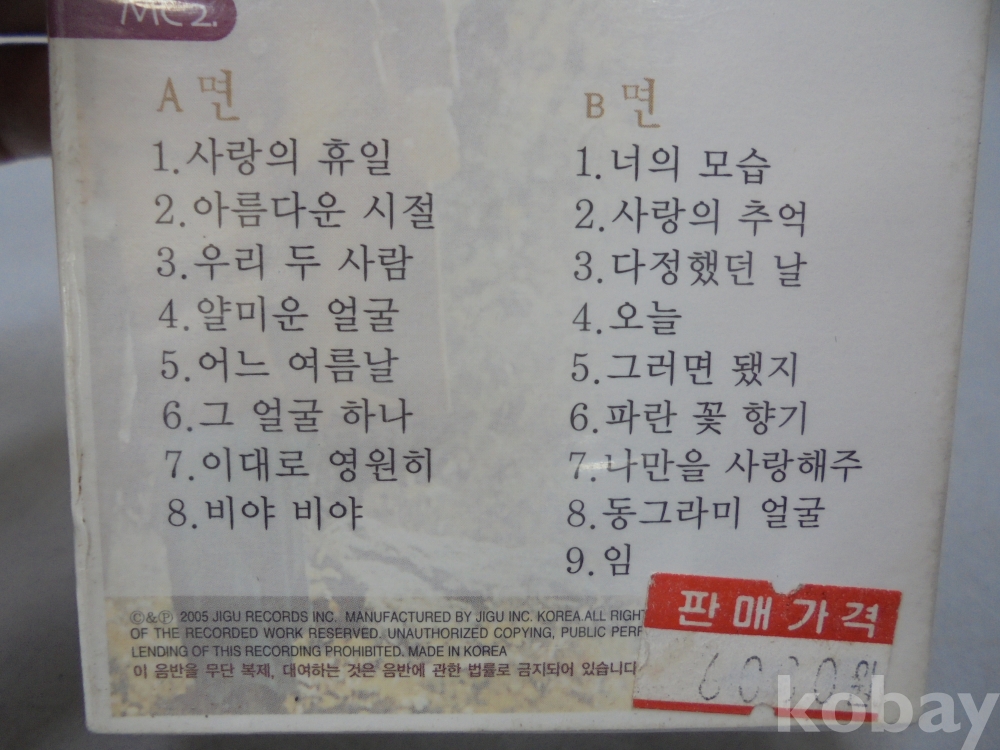 MC 2.
A 면
1.사랑의 휴일
2.아름다운 시절
3.우리 두 사람
4.얄미운 얼굴
5.어느 여름날
6.그 얼굴 하나
7.이대로 영원히
8.비야 비야
B 면
1.너의 모습
2.사랑의 추억
3.다정했던 날
4.오늘
5.그러면 됐지
6.파란 꽃 향기
7.나만을 사랑해주
8.동그라미 얼굴
9.임
©&℗ 2005 JIGU RECORDS INC. MANUFACTURED BY JIGU INC. KOREA.ALL RIGHT
OF THE RECORDED WORK RESERVED. UNAUTHORIZED COPYING, PUBLIC PERF
LENDING OF THIS RECORDING PROHIBITED. MADE IN KOREA
이 음반을 무단 복제, 대여하는 것은 음반에 관한 법률로 금지되어 있습니다
판매가격
6000원
kobay